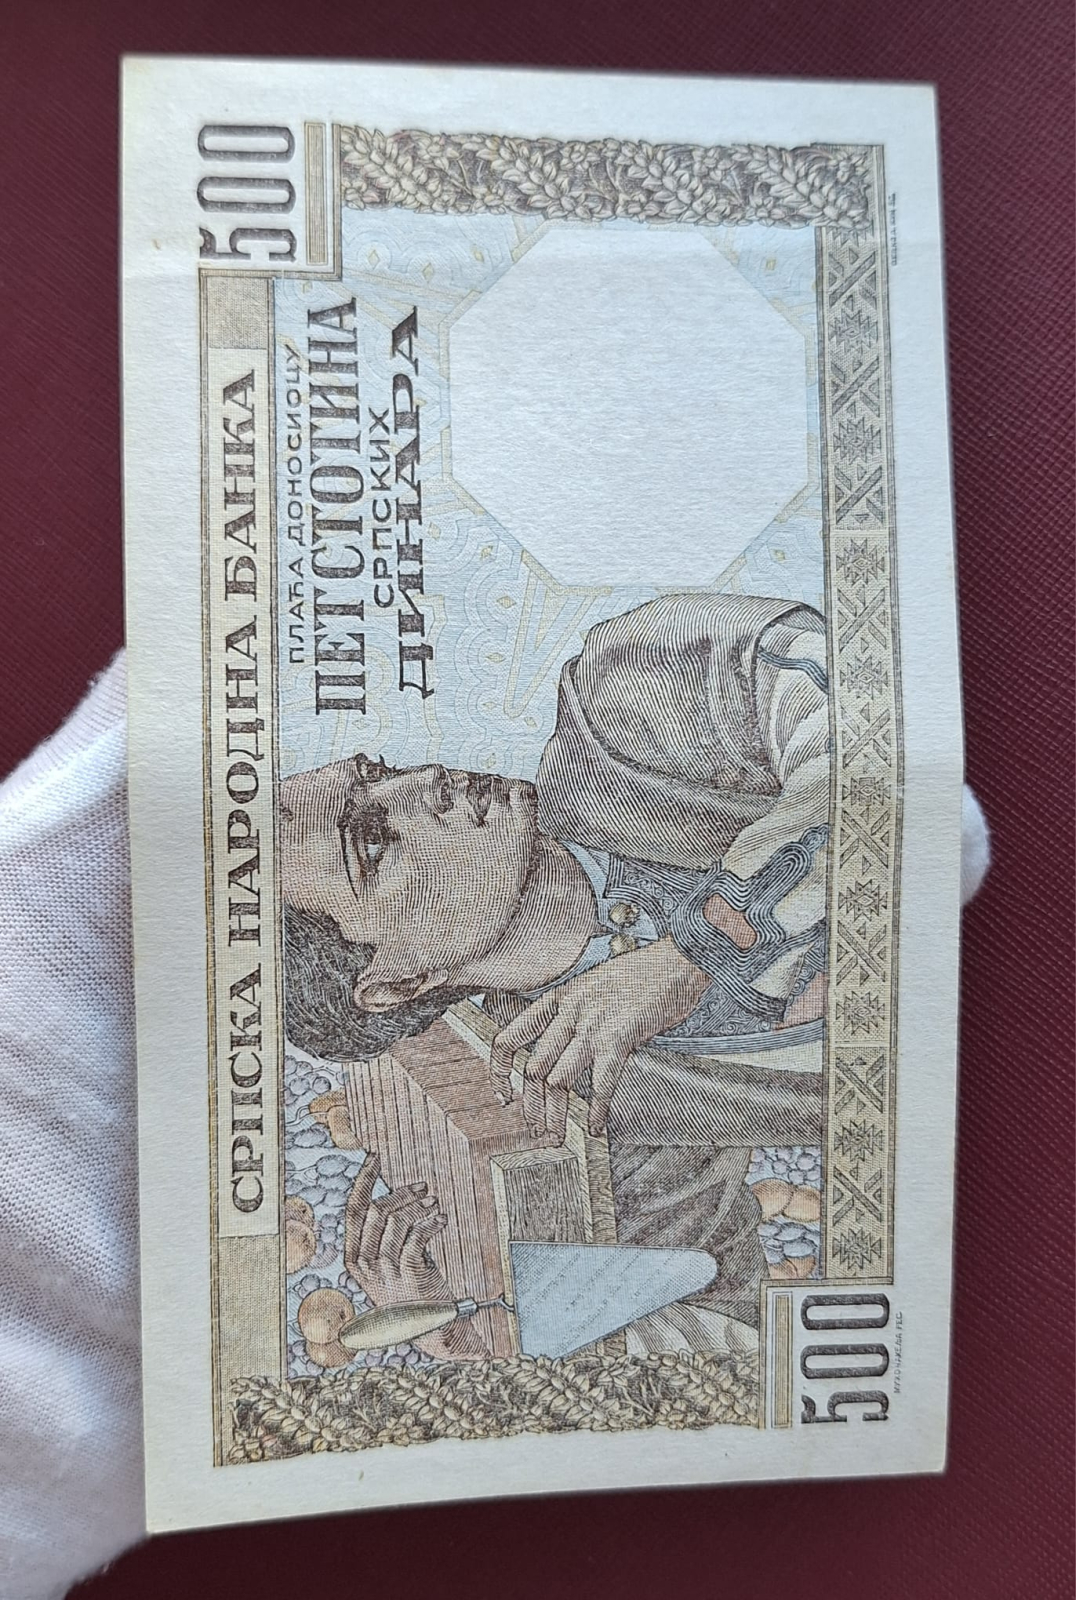 500
СРПСКА НАРОДНА БАНКА
ПЛАЋА ДОНОСИОЦУ
ПЕТСТОТИНА
СРПСКИХ
ДИНАРА
500